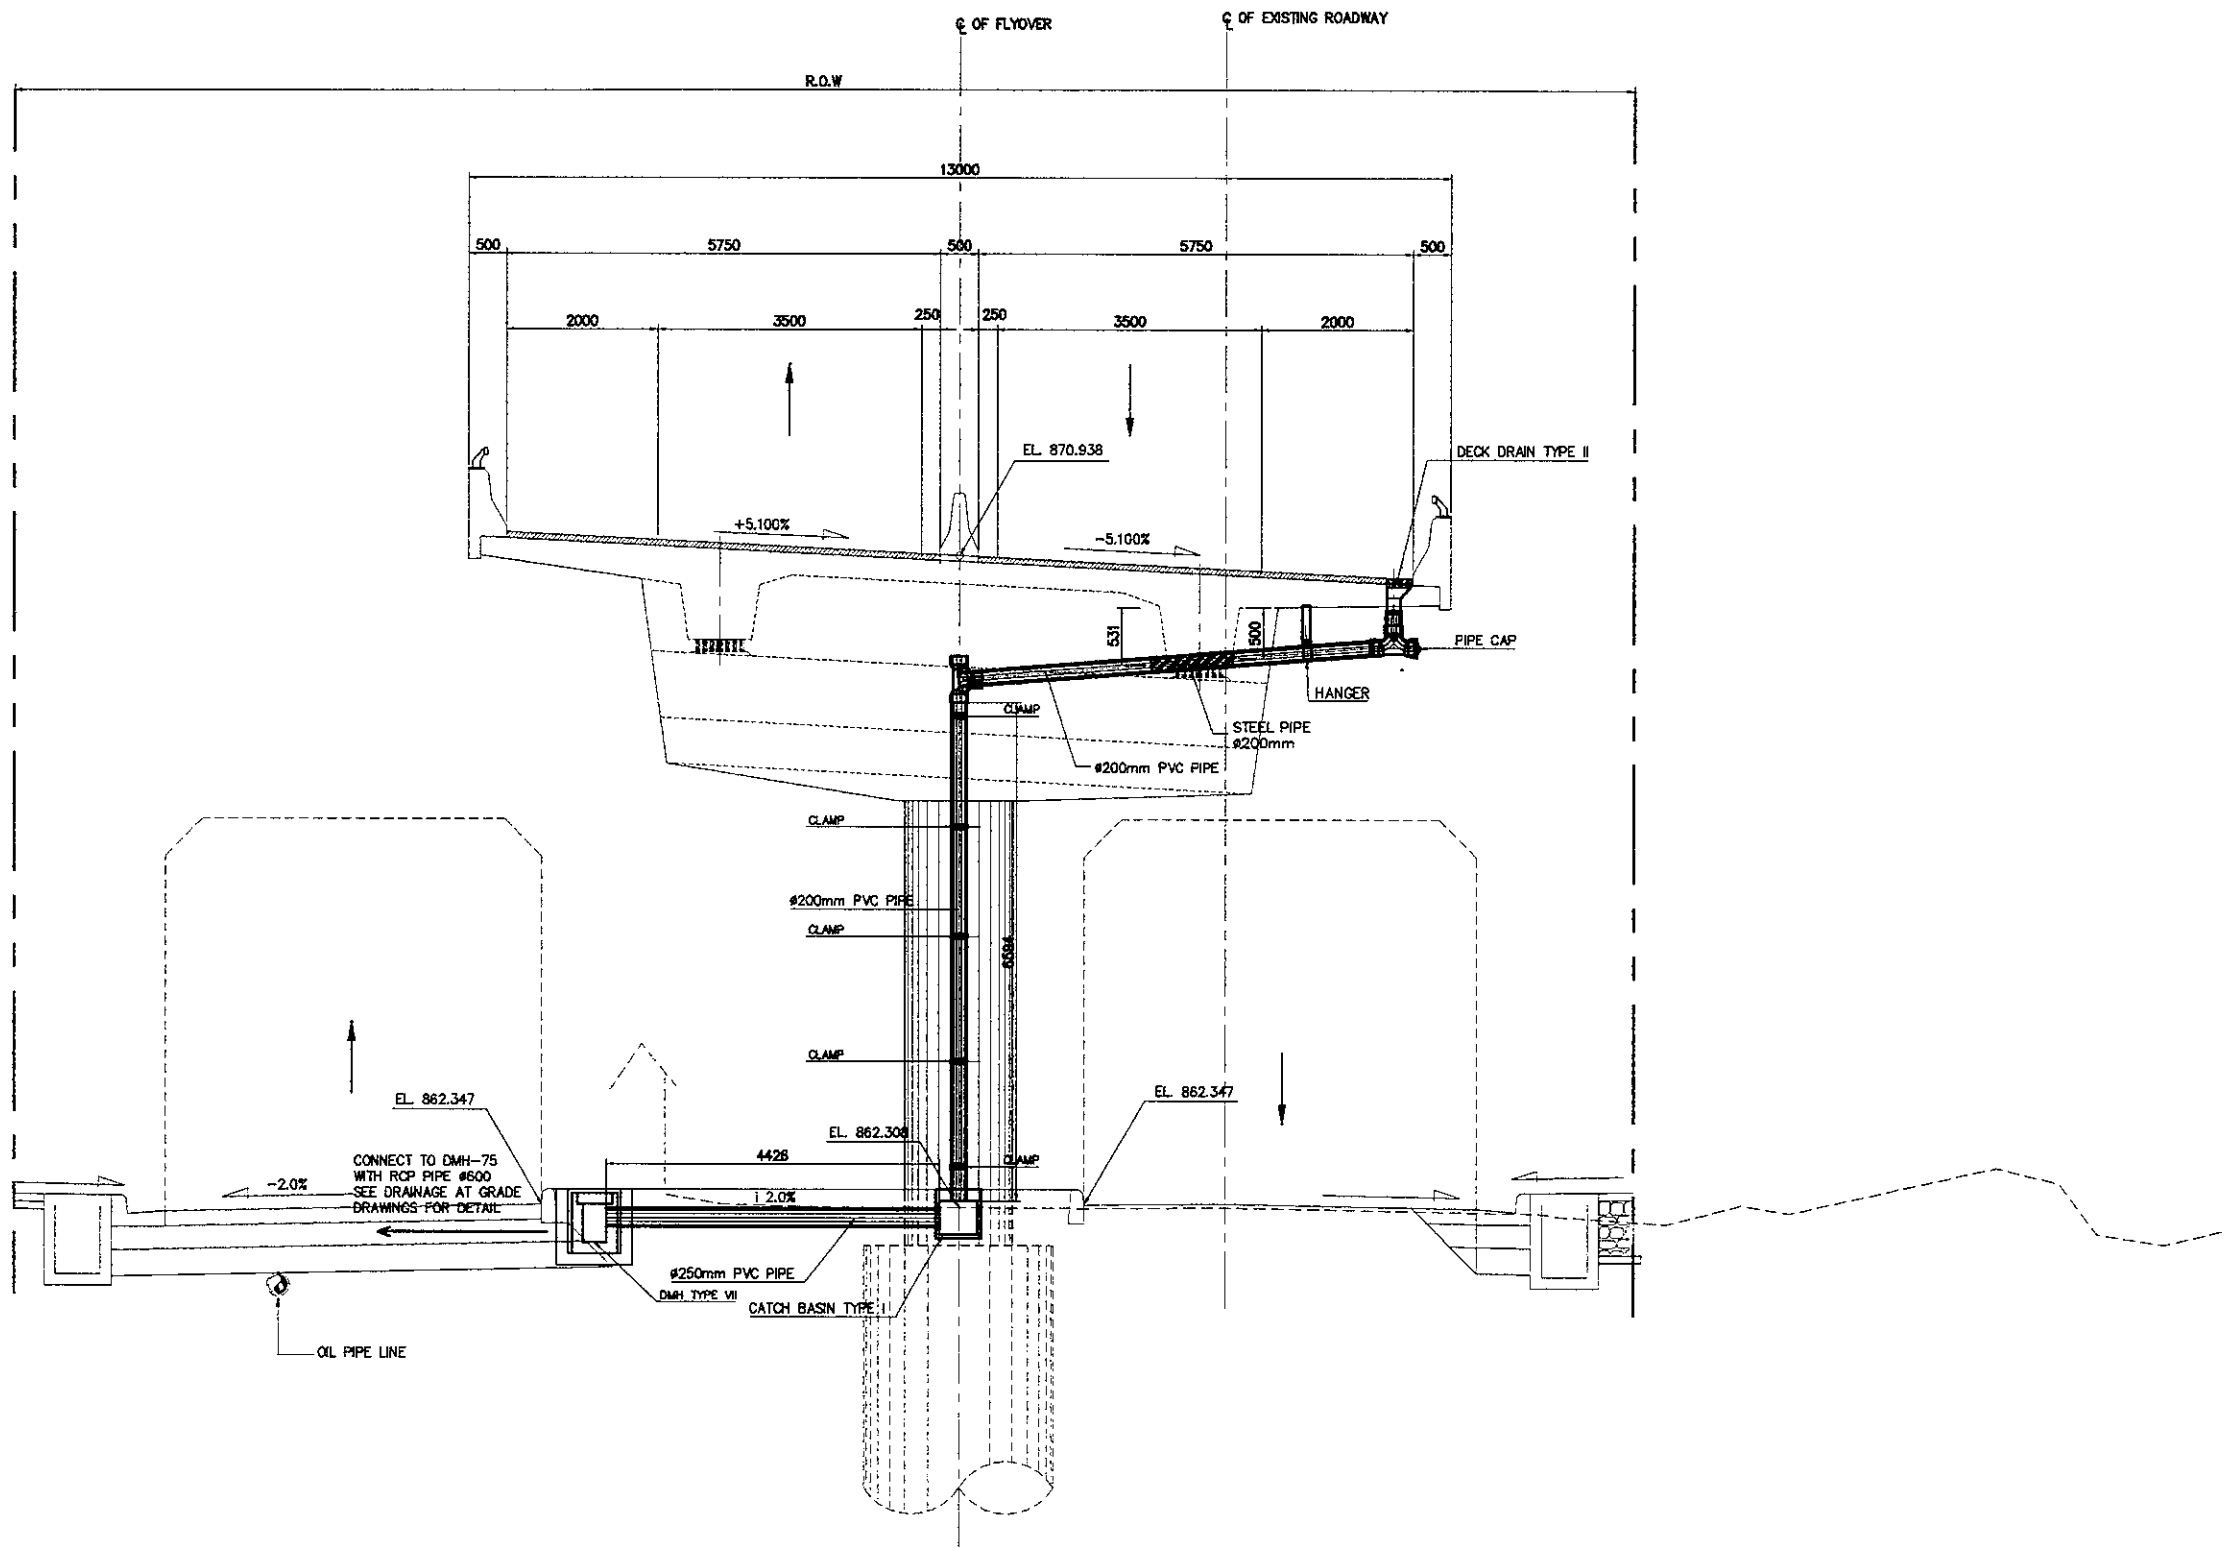 ℄ OF FLYOVER
℄ OF EXISTING ROADWAY
R.O.W
13000
500
5750
500
5750
500
2000
3500
250
250
3500
2000
EL. 870.938
DECK DRAIN TYPE II
+5.100%
-5.100%
531
500
PIPE CAP
HANGER
CLAMP
STEEL PIPE
ø200mm
ø200mm PVC PIPE
CLAMP
ø200mm PVC PIPE
CLAMP
6594
CLAMP
EL. 862.347
EL. 862.347
EL. 862.308
4426
CLAMP
CONNECT TO DMH-75
WITH RCP PIPE ø600
SEE DRAINAGE AT GRADE
DRAWINGS FOR DETAIL
-2.0%
i 2.0%
ø250mm PVC PIPE
DMH TYPE VII
CATCH BASIN TYPE I
OIL PIPE LINE